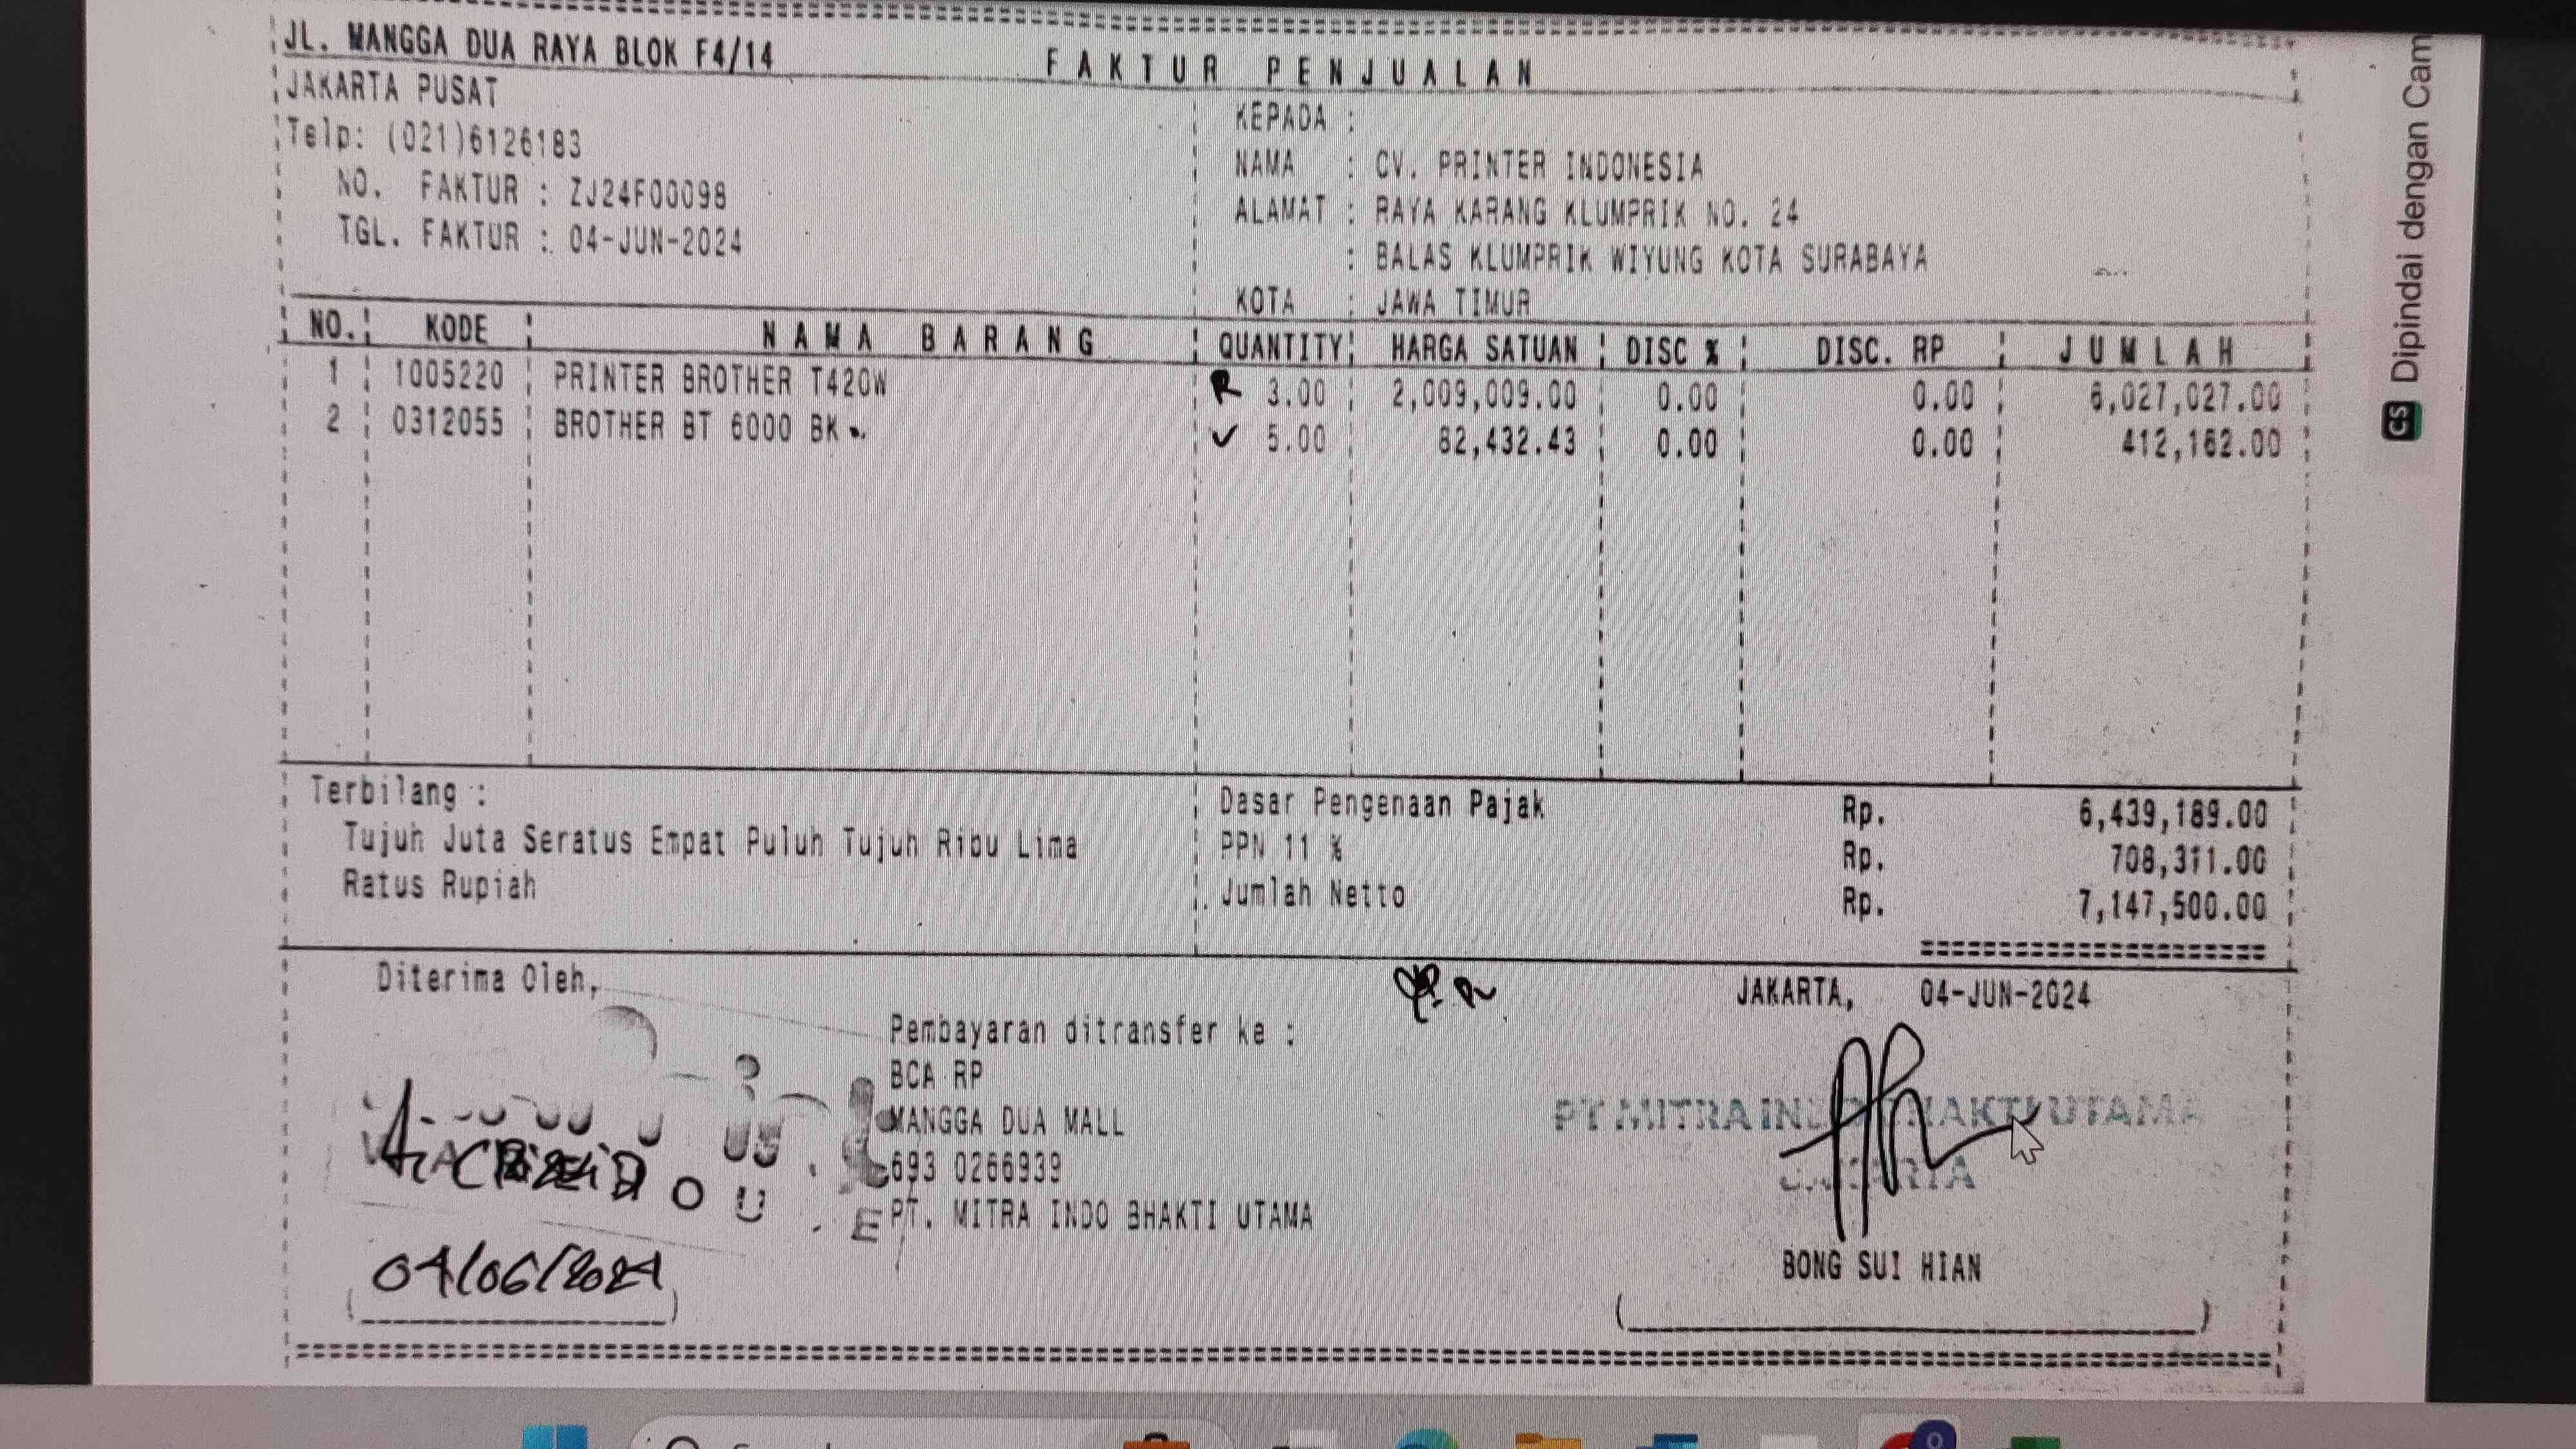 JL. MANGGA DUA RAYA BLOK F4/14
FAKTUR PENJUALAN
JAKARTA PUSAT
Telp: (021)6126183
NO. FAKTUR : ZJ24F00098
TGL. FAKTUR : 04-JUN-2024
KEPADA :
NAMA : CV. PRINTER INDONESIA
ALAMAT : RAYA KARANG KLUMPRIK NO. 24
: BALAS KLUMPRIK WIYUNG KOTA SURABAYA
KOTA : JAWA TIMUR
NO. KODE NAMA BARANG QUANTITY HARGA SATUAN DISC % DISC. RP JUMLAH
1 1005220 PRINTER BROTHER T420W 3.00 2,009,009.00 0.00 0.00 6,027,027.00
2 0312055 BROTHER BT 6000 BK 5.00 82,432.43 0.00 0.00 412,162.00
Terbilang :
Tujuh Juta Seratus Empat Puluh Tujuh Ribu Lima
Ratus Rupiah
Dasar Pengenaan Pajak Rp. 6,439,189.00
PPN 11 % Rp. 708,311.00
Jumlah Netto Rp. 7,147,500.00
Diterima Oleh,
04/06/2024
Pembayaran ditransfer ke :
BCA RP
MANGGA DUA MALL
693 0266939
PT. MITRA INDO BHAKTI UTAMA
JAKARTA, 04-JUN-2024
PT MITRA INDO BHAKTI UTAMA
JAKARTA
BONG SUI HIAN
CS Dipindai dengan Cam